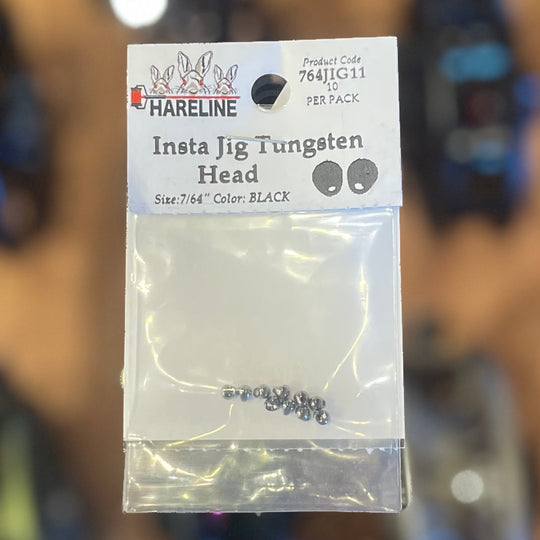 HARELINE
Product Code
764JIG11
10
PER PACK
Insta Jig Tungsten
Head
Size:7/64" Color: BLACK